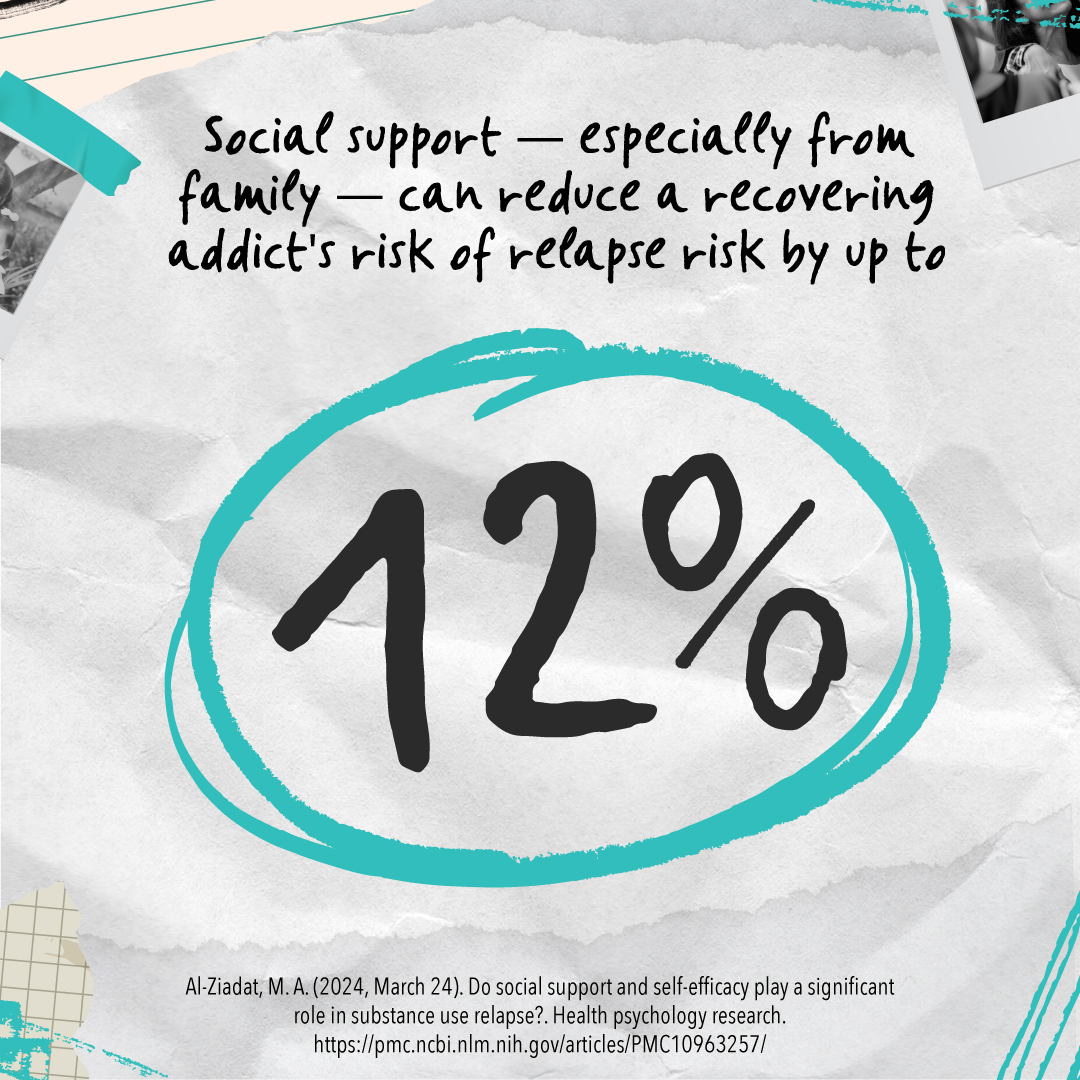 Social support — especially from
family — can reduce a recovering
addict's risk of relapse risk by up to
12%
Al-Ziadat, M. A. (2024, March 24). Do social support and self-efficacy play a significant
role in substance use relapse?. Health psychology research.
https://pmc.ncbi.nlm.nih.gov/articles/PMC10963257/